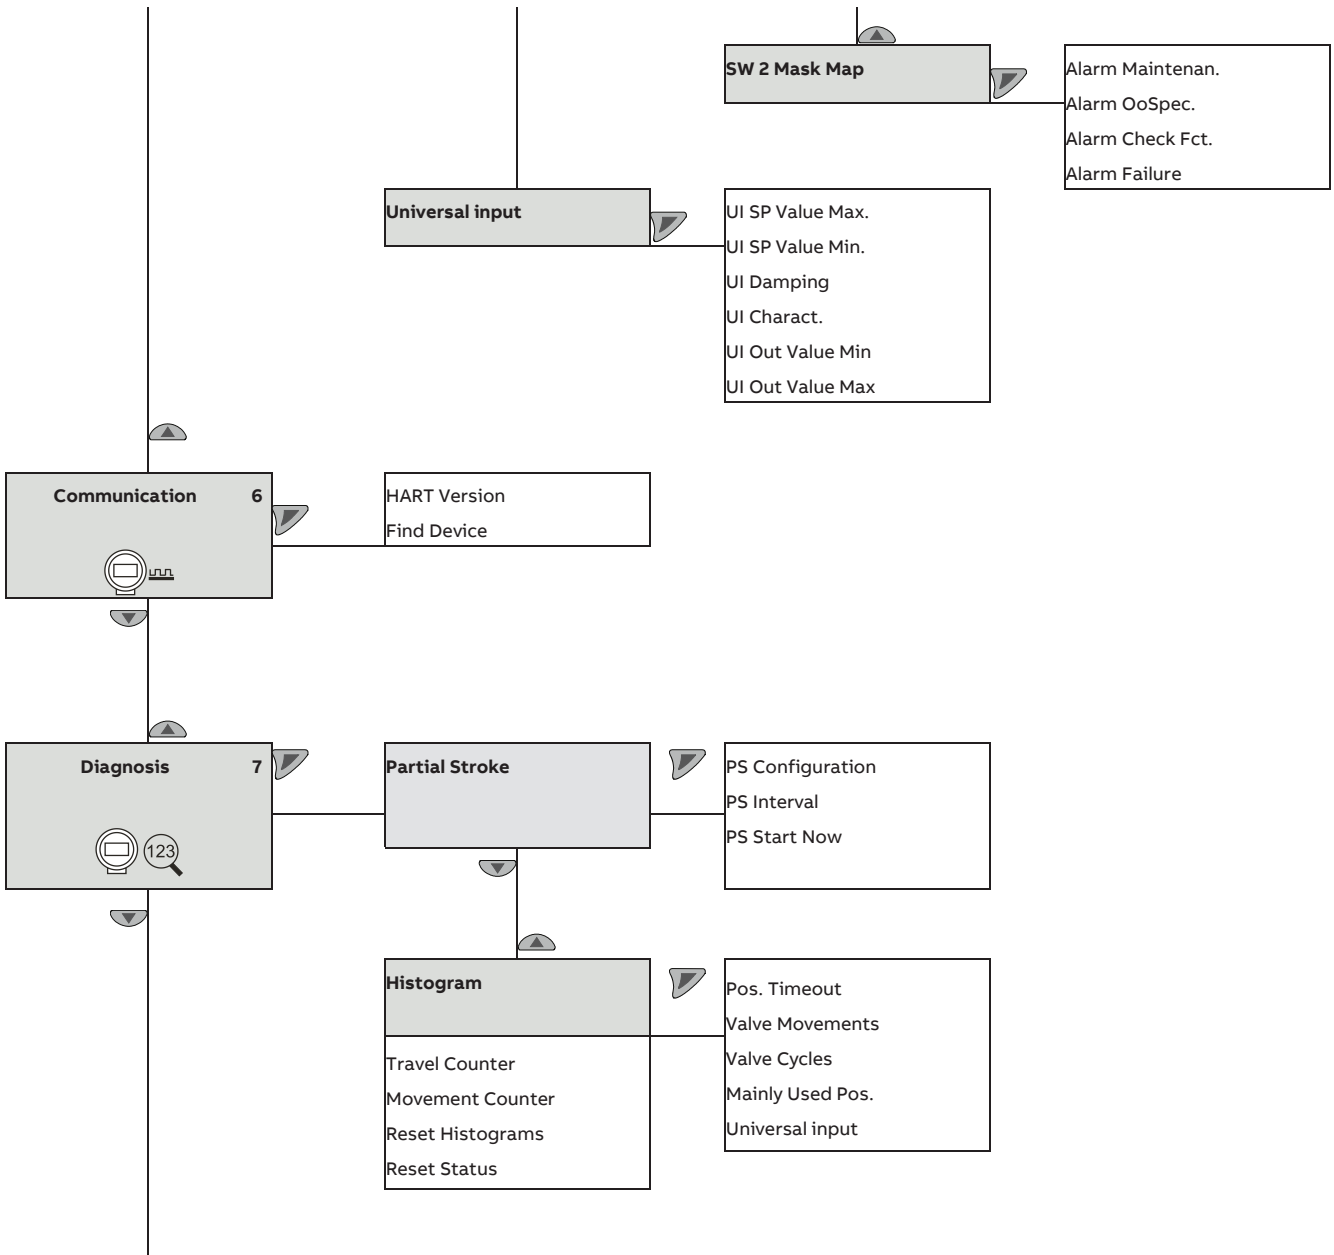 SW 2 Mask Map
Alarm Maintenan.
Alarm OoSpec.
Alarm Check Fct.
Alarm Failure
Universal input
UI SP Value Max.
UI SP Value Min.
UI Damping
UI Charact.
UI Out Value Min
UI Out Value Max
Communication 6
HART Version
Find Device
Diagnosis 7
123
Partial Stroke
PS Configuration
PS Interval
PS Start Now
Histogram
Travel Counter
Movement Counter
Reset Histograms
Reset Status
Pos. Timeout
Valve Movements
Valve Cycles
Mainly Used Pos.
Universal input